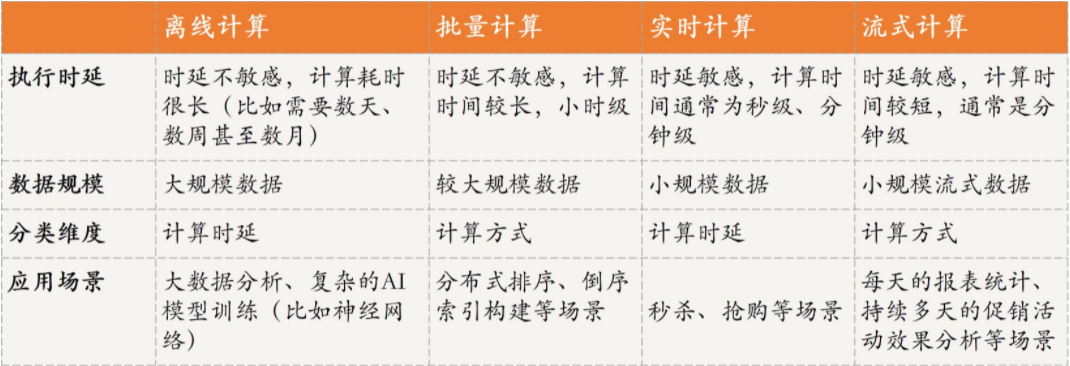 离线计算 批量计算 实时计算 流式计算
执行时延
时延不敏感，计算耗时
很长（比如需要数天、
数周甚至数月）
时延不敏感，计算
时间较长，小时级
时延敏感，计算时
间通常为秒级、分
钟级
时延敏感，计算时
间较短，通常是分
钟级
数据规模 大规模数据 较大规模数据 小规模数据 小规模流式数据
分类维度 计算时延 计算方式 计算时延 计算方式
应用场景
大数据分析、复杂的AI
模型训练（比如神经网
络）
分布式排序、倒序
索引构建等场景
秒杀、抢购等场景
每天的报表统计、
持续多天的促销活
动效果分析等场景